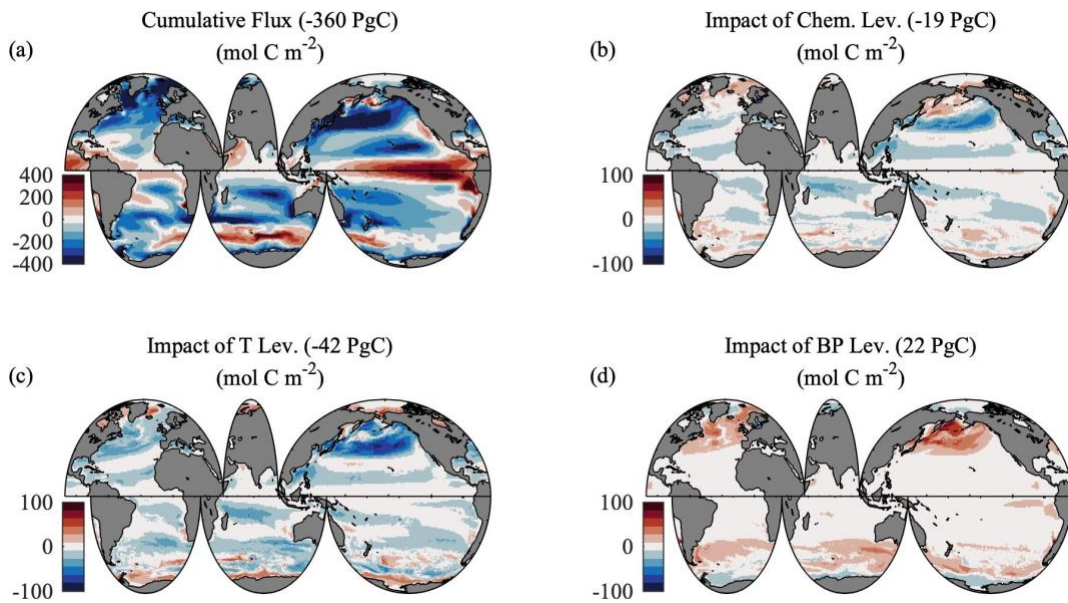 Cumulative Flux (-360 PgC)
(mol C m-2)
(a)
400
200
0
-200
-400
Impact of Chem. Lev. (-19 PgC)
(mol C m-2)
(b)
100
0
-100
Impact of T Lev. (-42 PgC)
(mol C m-2)
(c)
100
0
-100
Impact of BP Lev. (22 PgC)
(mol C m-2)
(d)
100
0
-100